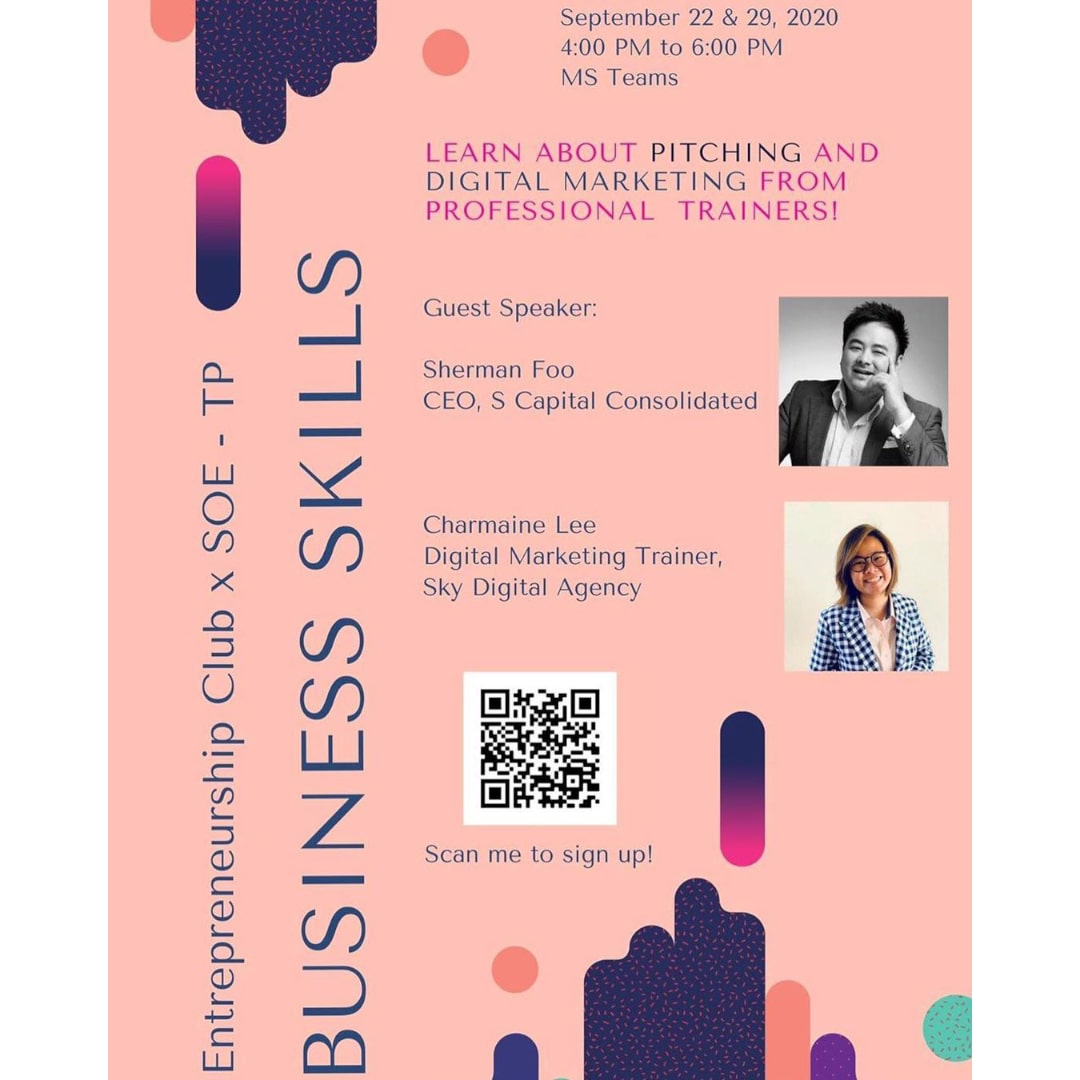 September 22 & 29, 2020
4:00 PM to 6:00 PM
MS Teams
LEARN ABOUT PITCHING AND
DIGITAL MARKETING FROM
PROFESSIONAL TRAINERS!
Guest Speaker:
Sherman Foo
CEO, S Capital Consolidated
Charmaine Lee
Digital Marketing Trainer,
Sky Digital Agency
Scan me to sign up!
Entrepreneurship Club x SOE - TP
BUSINESS SKILLS